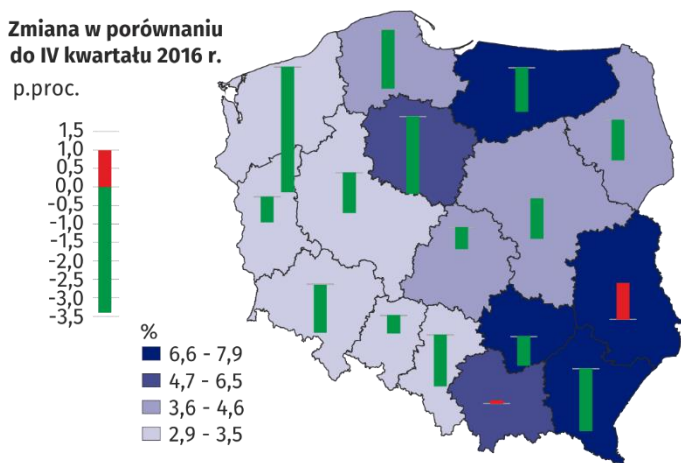 Zmiana w porównaniu
do IV kwartału 2016 r.
p.proc.
1,5
1,0
0,5
0,0
-0,5
-1,0
-1,5
-2,0
-2,5
-3,0
-3,5
%
6,6 - 7,9
4,7 - 6,5
3,6 - 4,6
2,9 - 3,5